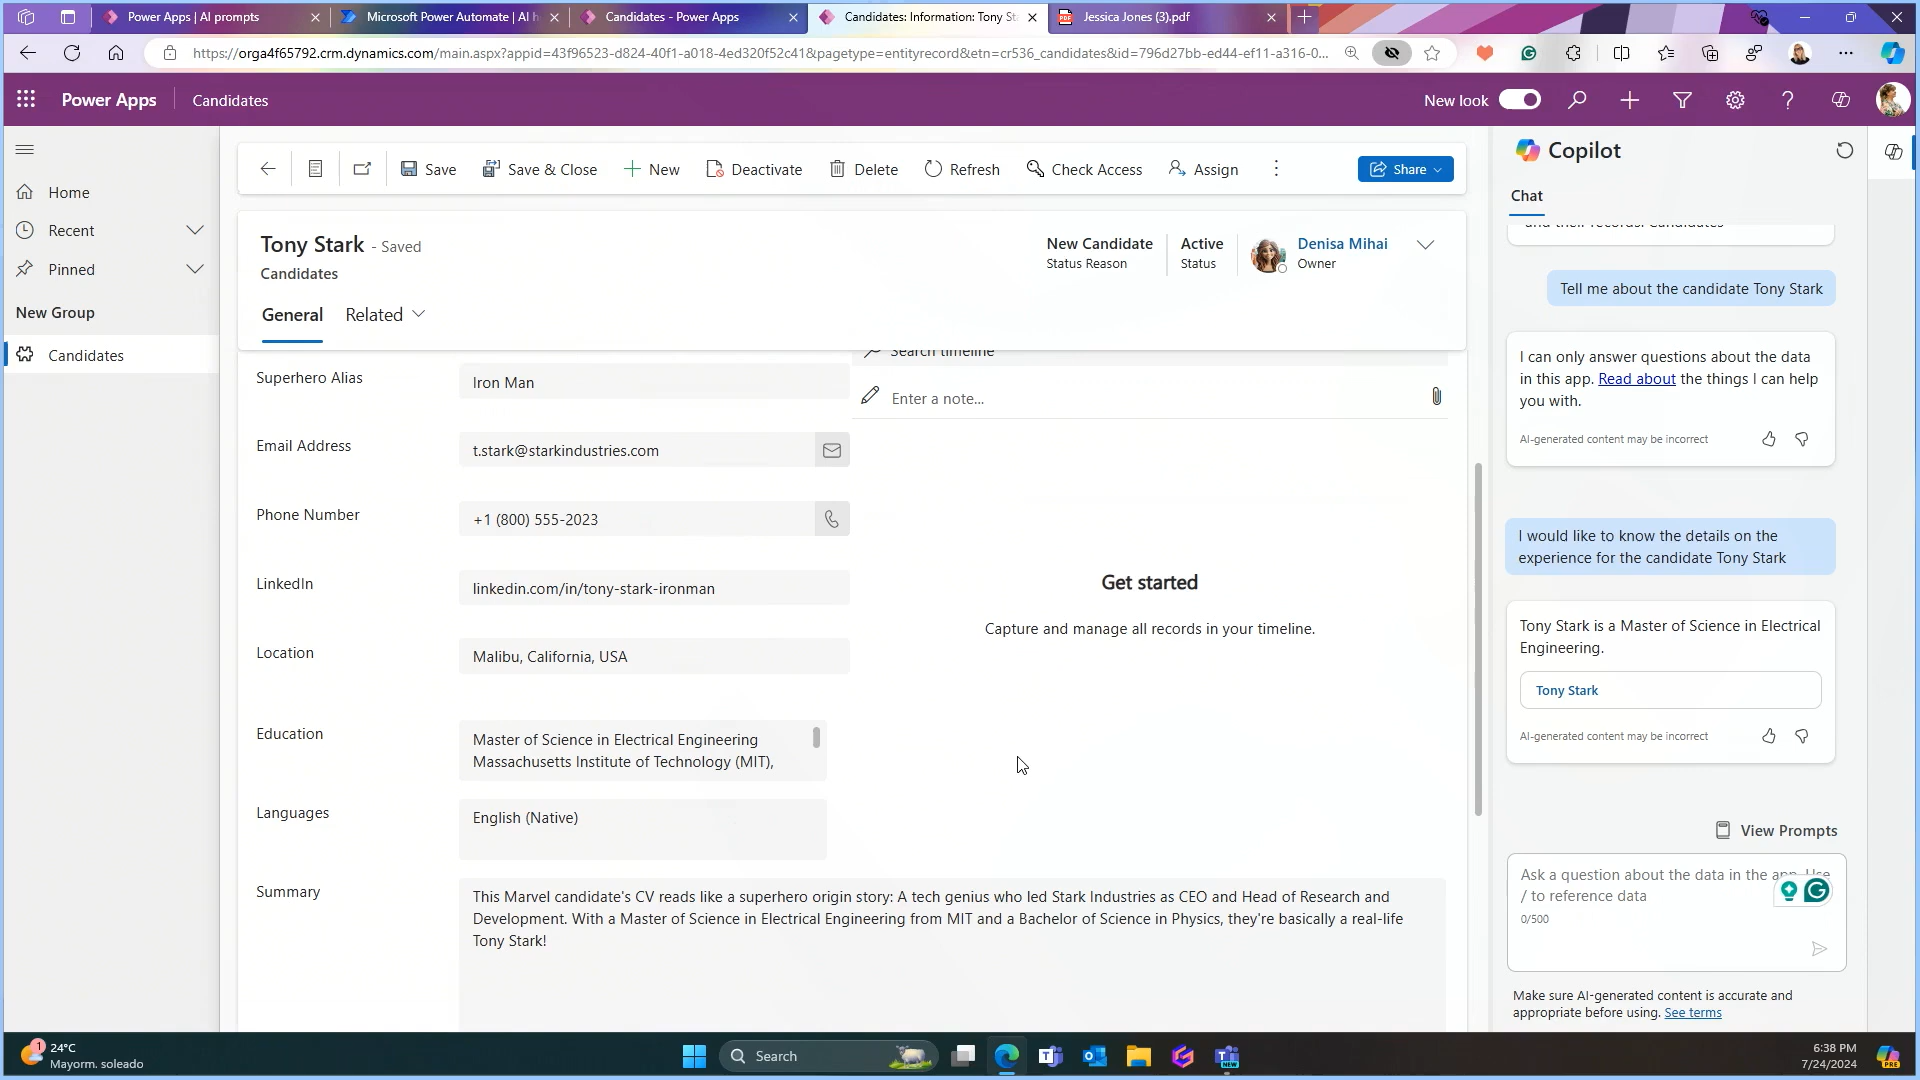 Power Apps | AI prompts
Microsoft Power Automate | AI h
Candidates - Power Apps
Candidates: Information: Tony St
Jessica Jones (3).pdf
https://orga4f65792.crm.dynamics.com/main.aspx?appid=43f96523-d824-40f1-a018-4ed320f52c41&pagetype=entityrecord&etn=cr536_candidates&id=796d27bb-ed44-ef11-a316-0...
Power Apps
Candidates
New look
Home
Recent
Pinned
New Group
Candidates
Save
Save & Close
New
Deactivate
Delete
Refresh
Check Access
Assign
Share
Tony Stark - Saved
Candidates
New Candidate
Status Reason
Active
Status
Denisa Mihai
Owner
General
Related
Search timeline
Enter a note...
Get started
Capture and manage all records in your timeline.
Superhero Alias
Iron Man
Email Address
t.stark@starkindustries.com
Phone Number
+1 (800) 555-2023
LinkedIn
linkedin.com/in/tony-stark-ironman
Location
Malibu, California, USA
Education
Master of Science in Electrical Engineering
Massachusetts Institute of Technology (MIT),
Languages
English (Native)
Summary
This Marvel candidate's CV reads like a superhero origin story: A tech genius who led Stark Industries as CEO and Head of Research and
Development. With a Master of Science in Electrical Engineering from MIT and a Bachelor of Science in Physics, they're basically a real-life
Tony Stark!
Copilot
Chat
and their records: Candidates
Tell me about the candidate Tony Stark
I can only answer questions about the data
in this app. Read about the things I can help
you with.
AI-generated content may be incorrect
I would like to know the details on the
experience for the candidate Tony Stark
Tony Stark is a Master of Science in Electrical
Engineering.
Tony Stark
AI-generated content may be incorrect
View Prompts
Ask a question about the data in the app. Use
/ to reference data
0/500
Make sure AI-generated content is accurate and
appropriate before using. See terms
1
24°C
Mayorm. soleado
Search
NEW
6:38 PM
7/24/2024
PRE